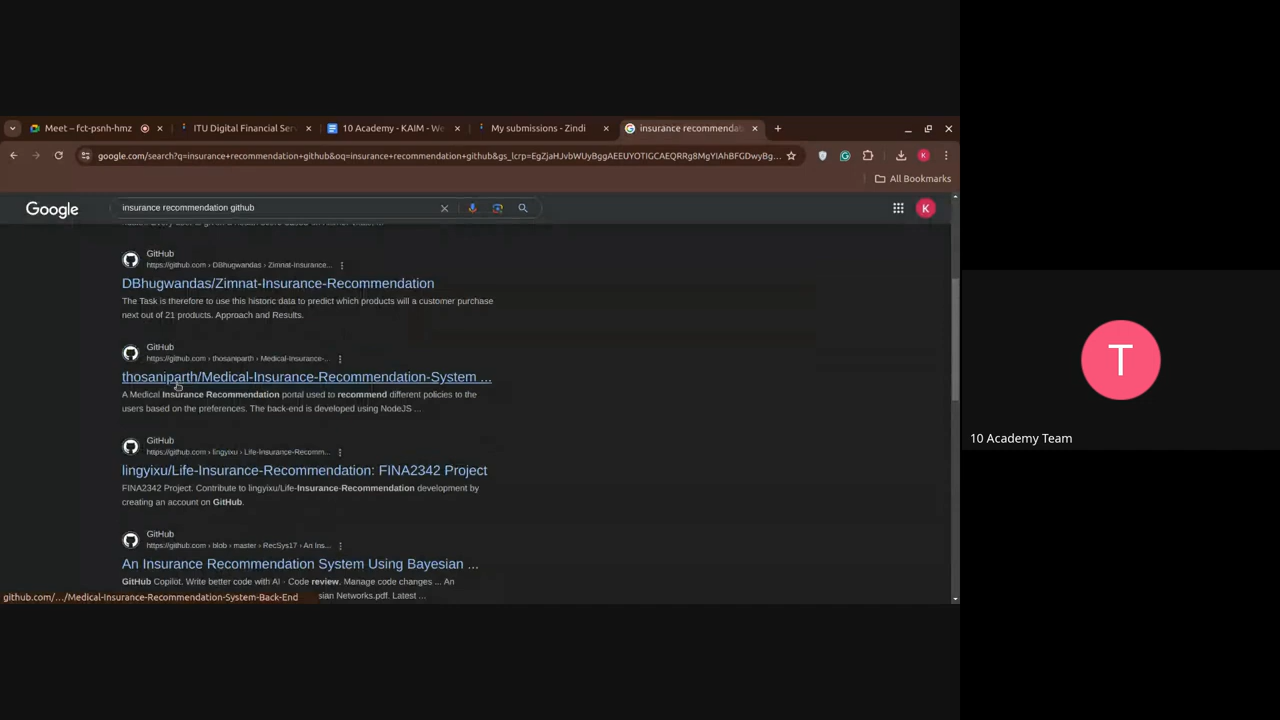 Meet – fct-psnh-hmz
ITU Digital Financial Ser
10 Academy - KAIM - We
My submissions - Zindi
insurance recommendat
google.com/search?q=insurance+recommendation+github&oq=insurance+recommendation+github&gs_lcrp=EgZjaHJvbWUyBggAEEUYOTIGCAEQRRg8MgYIAhBFGDwyBg...
All Bookmarks
Google
insurance recommendation github
K
GitHub
https://github.com › DBhugwandas › Zimnat-Insurance...
DBhugwandas/Zimnat-Insurance-Recommendation
The Task is therefore to use this historic data to predict which products will a customer purchase
next out of 21 products. Approach and Results.
GitHub
https://github.com › thosaniparth › Medical-Insurance-..
thosaniparth/Medical-Insurance-Recommendation-System ...
A Medical Insurance Recommendation portal used to recommend different policies to the
users based on the preferences. The back-end is developed using NodeJS ...
GitHub
https://github.com › lingyixu › Life-Insurance-Recomm...
lingyixu/Life-Insurance-Recommendation: FINA2342 Project
FINA2342 Project. Contribute to lingyixu/Life-Insurance-Recommendation development by
creating an account on GitHub.
GitHub
https://github.com › blob › master › RecSys17 › An Ins...
An Insurance Recommendation System Using Bayesian ...
GitHub Copilot. Write better code with AI · Code review. Manage code changes ... An
sian Networks.pdf. Latest ...
github.com/.../Medical-Insurance-Recommendation-System-Back-End
T
10 Academy Team